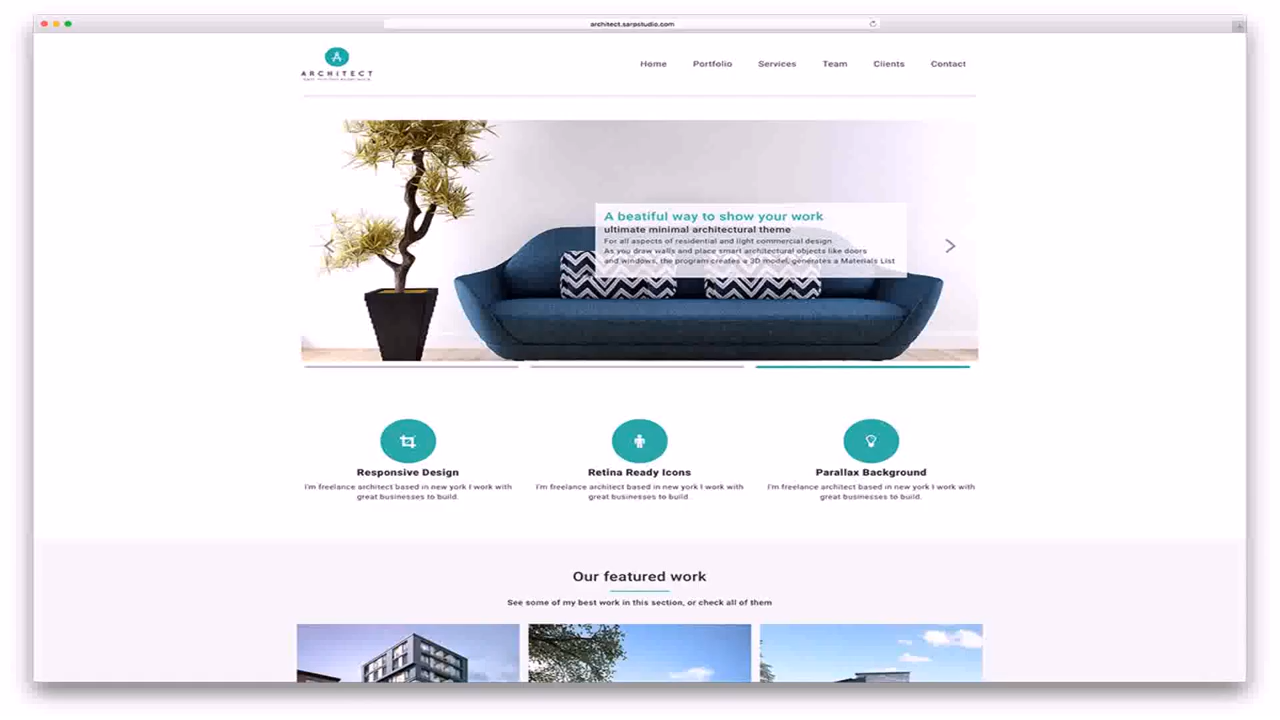 architect.sarpstudio.com
ARCHITECT
Home Portfolio Services Team Clients Contact
A beatiful way to show your work
ultimate minimal architectural theme
For all aspects of residential and light commercial design
As you draw walls and place smart architectural objects like doors
and windows, the program creates a 3D model, generates a Materials List
Responsive Design
I'm freelance architect based in new york I work with
great businesses to build.
Retina Ready Icons
I'm freelance architect based in new york I work with
great businesses to build.
Parallax Background
I'm freelance architect based in new york I work with
great businesses to build.
Our featured work
See some of my best work in this section, or check all of them